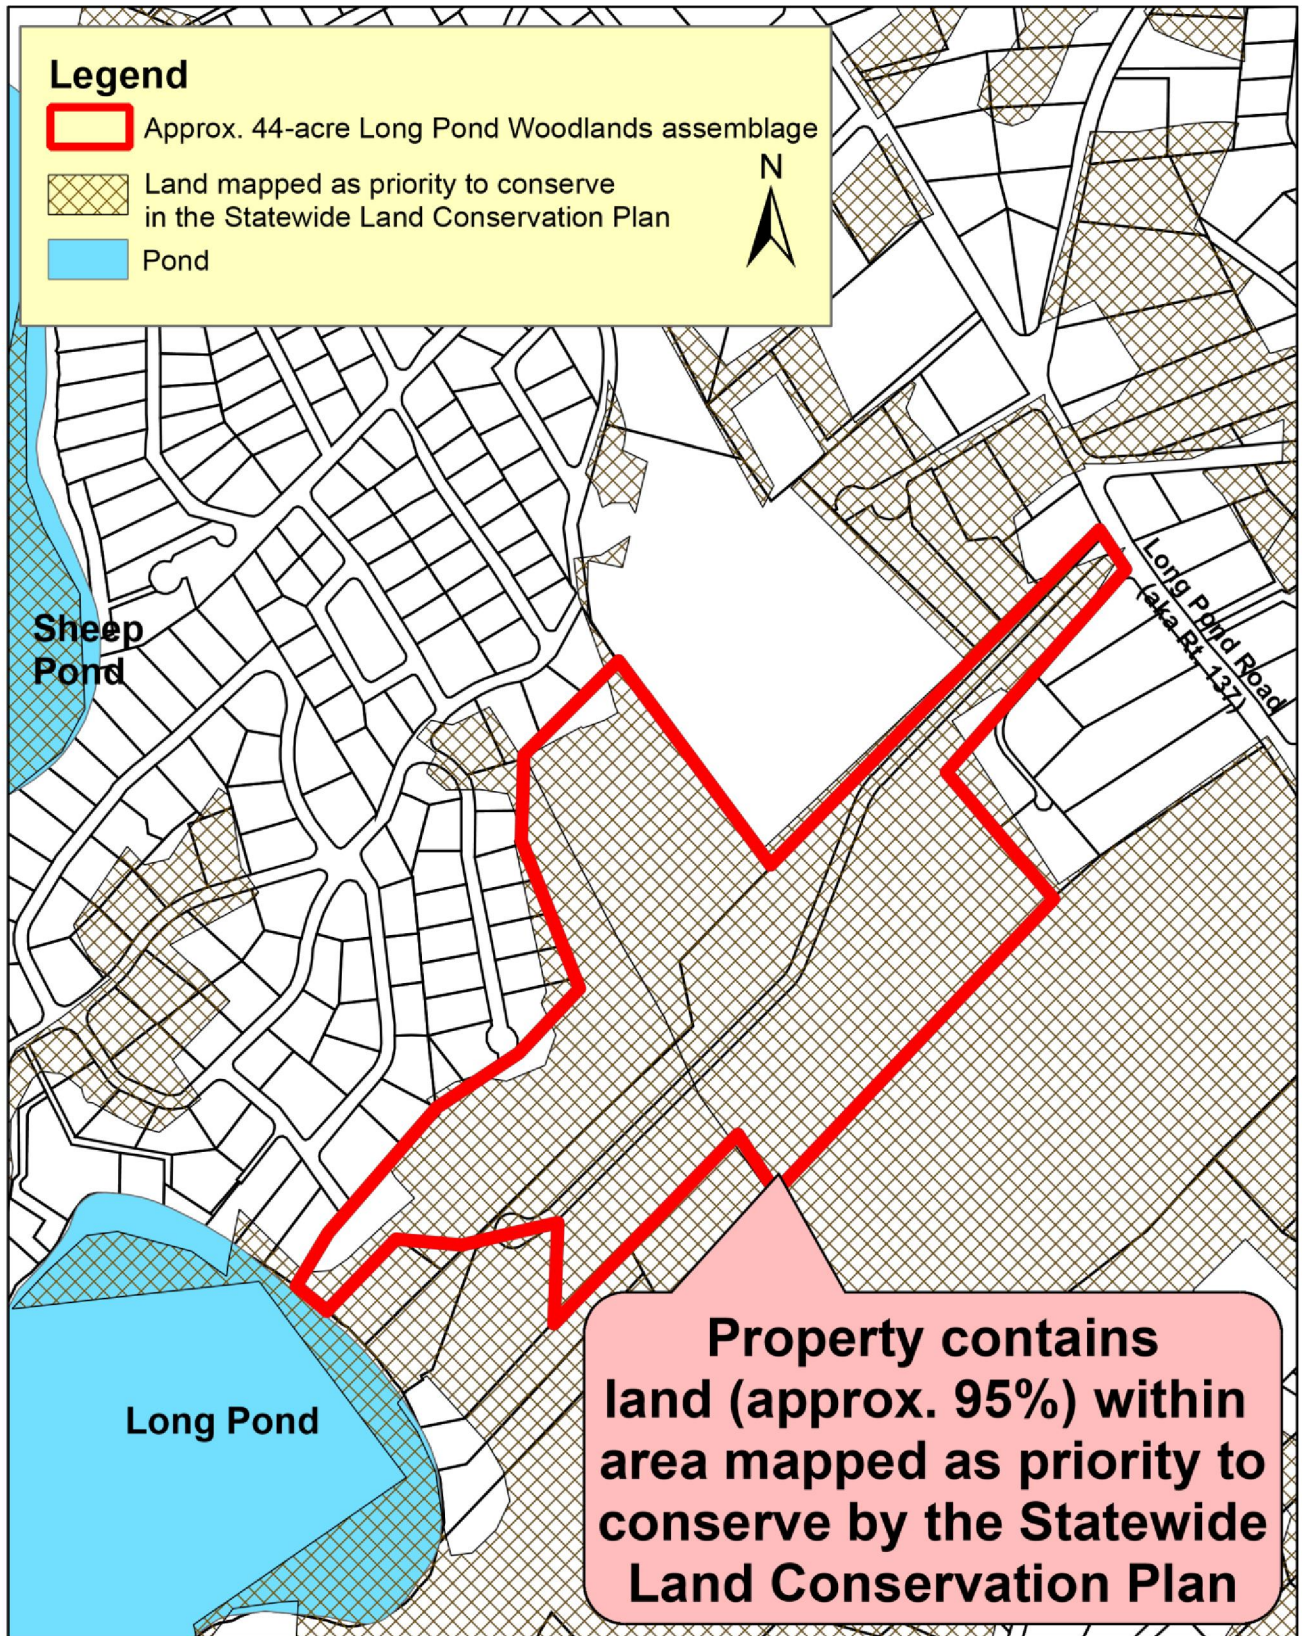 Legend
Approx. 44-acre Long Pond Woodlands assemblage
Land mapped as priority to conserve
in the Statewide Land Conservation Plan
Pond
N
Long Pond Road
(aka Rt. 137)
Sheep
Pond
Long Pond
Property contains
land (approx. 95%) within
area mapped as priority to
conserve by the Statewide
Land Conservation Plan